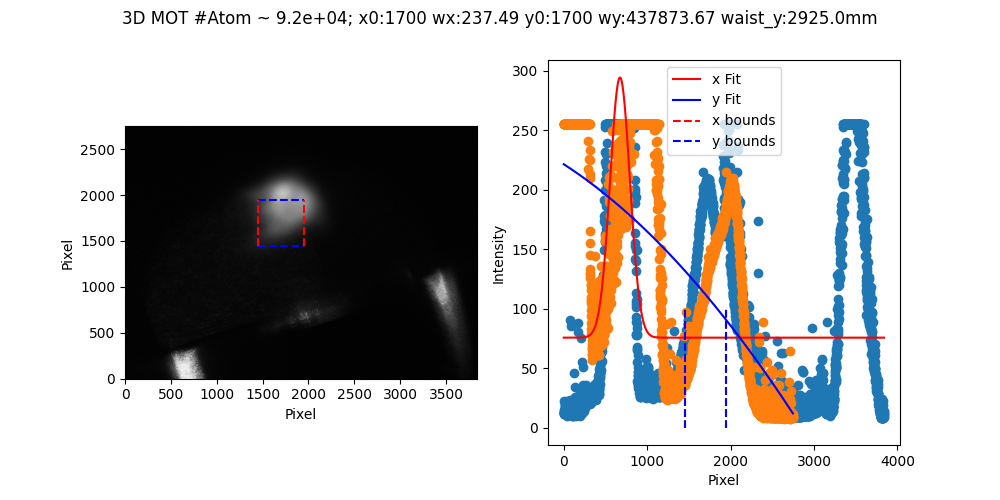 3D MOT #Atom ~ 9.2e+04; x0:1700 wx:237.49 y0:1700 wy:437873.67 waist_y:2925.0mm
Pixel
2500
2000
1500
1000
500
0
0 500 1000 1500 2000 2500 3000 3500
Pixel
Intensity
300
250
200
150
100
50
0
x Fit
y Fit
x bounds
y bounds
0 1000 2000 3000 4000
Pixel